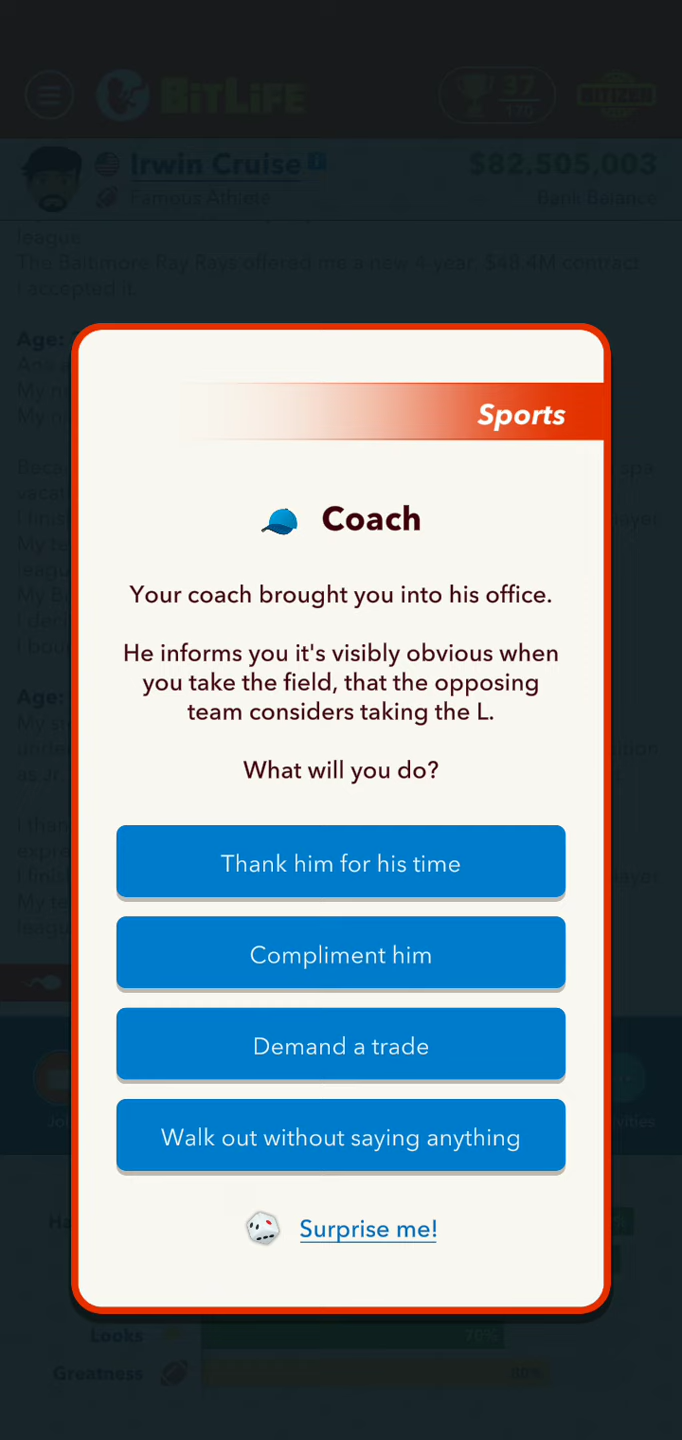 BitLife
37
170
BITIZEN
Irwin Cruise
$82,505,003
Famous Athlete
Bank Balance
league.
The Baltimore Ray Rays offered me a new 4-year, $48.4M contract.
I accepted it.
Age:
Sports
Coach
Your coach brought you into his office.
He informs you it's visibly obvious when
you take the field, that the opposing
team considers taking the L.
What will you do?
Thank him for his time
Compliment him
Demand a trade
Walk out without saying anything
Surprise me!
Age:
Looks
70%
Greatness